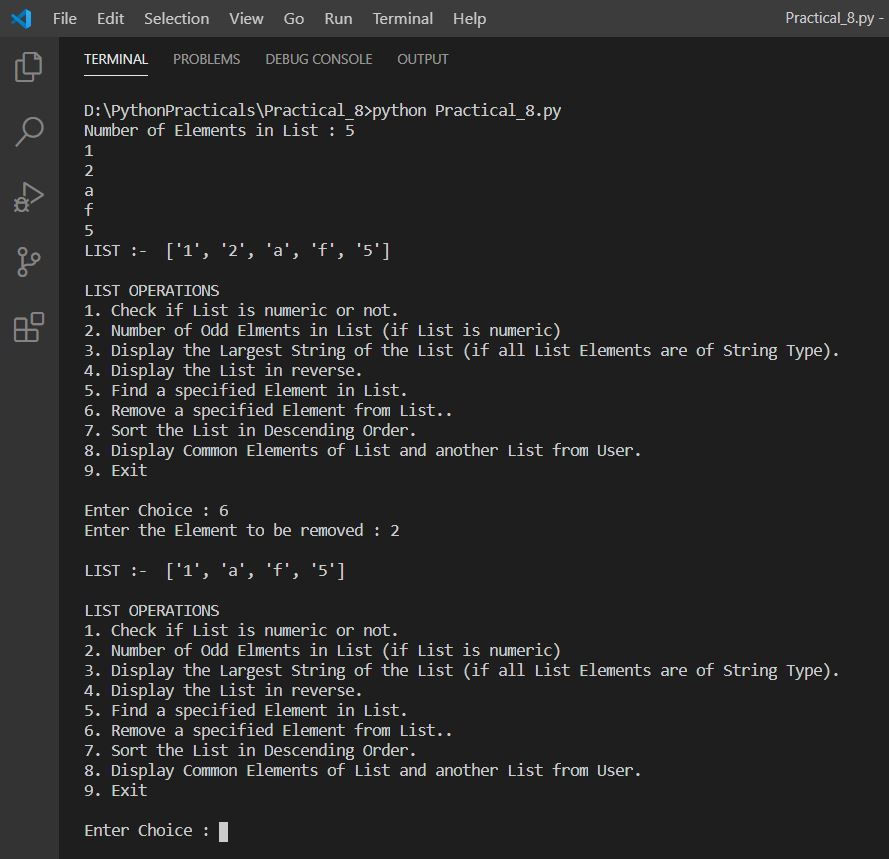 File Edit Selection View Go Run Terminal Help Practical_8.py -
TERMINAL PROBLEMS DEBUG CONSOLE OUTPUT
D:\PythonPracticals\Practical_8>python Practical_8.py
Number of Elements in List : 5
1
2
a
f
5
LIST :-  ['1', '2', 'a', 'f', '5']
LIST OPERATIONS
1. Check if List is numeric or not.
2. Number of Odd Elments in List (if List is numeric)
3. Display the Largest String of the List (if all List Elements are of String Type).
4. Display the List in reverse.
5. Find a specified Element in List.
6. Remove a specified Element from List..
7. Sort the List in Descending Order.
8. Display Common Elements of List and another List from User.
9. Exit
Enter Choice : 6
Enter the Element to be removed : 2
LIST :-  ['1', 'a', 'f', '5']
LIST OPERATIONS
1. Check if List is numeric or not.
2. Number of Odd Elments in List (if List is numeric)
3. Display the Largest String of the List (if all List Elements are of String Type).
4. Display the List in reverse.
5. Find a specified Element in List.
6. Remove a specified Element from List..
7. Sort the List in Descending Order.
8. Display Common Elements of List and another List from User.
9. Exit
Enter Choice :